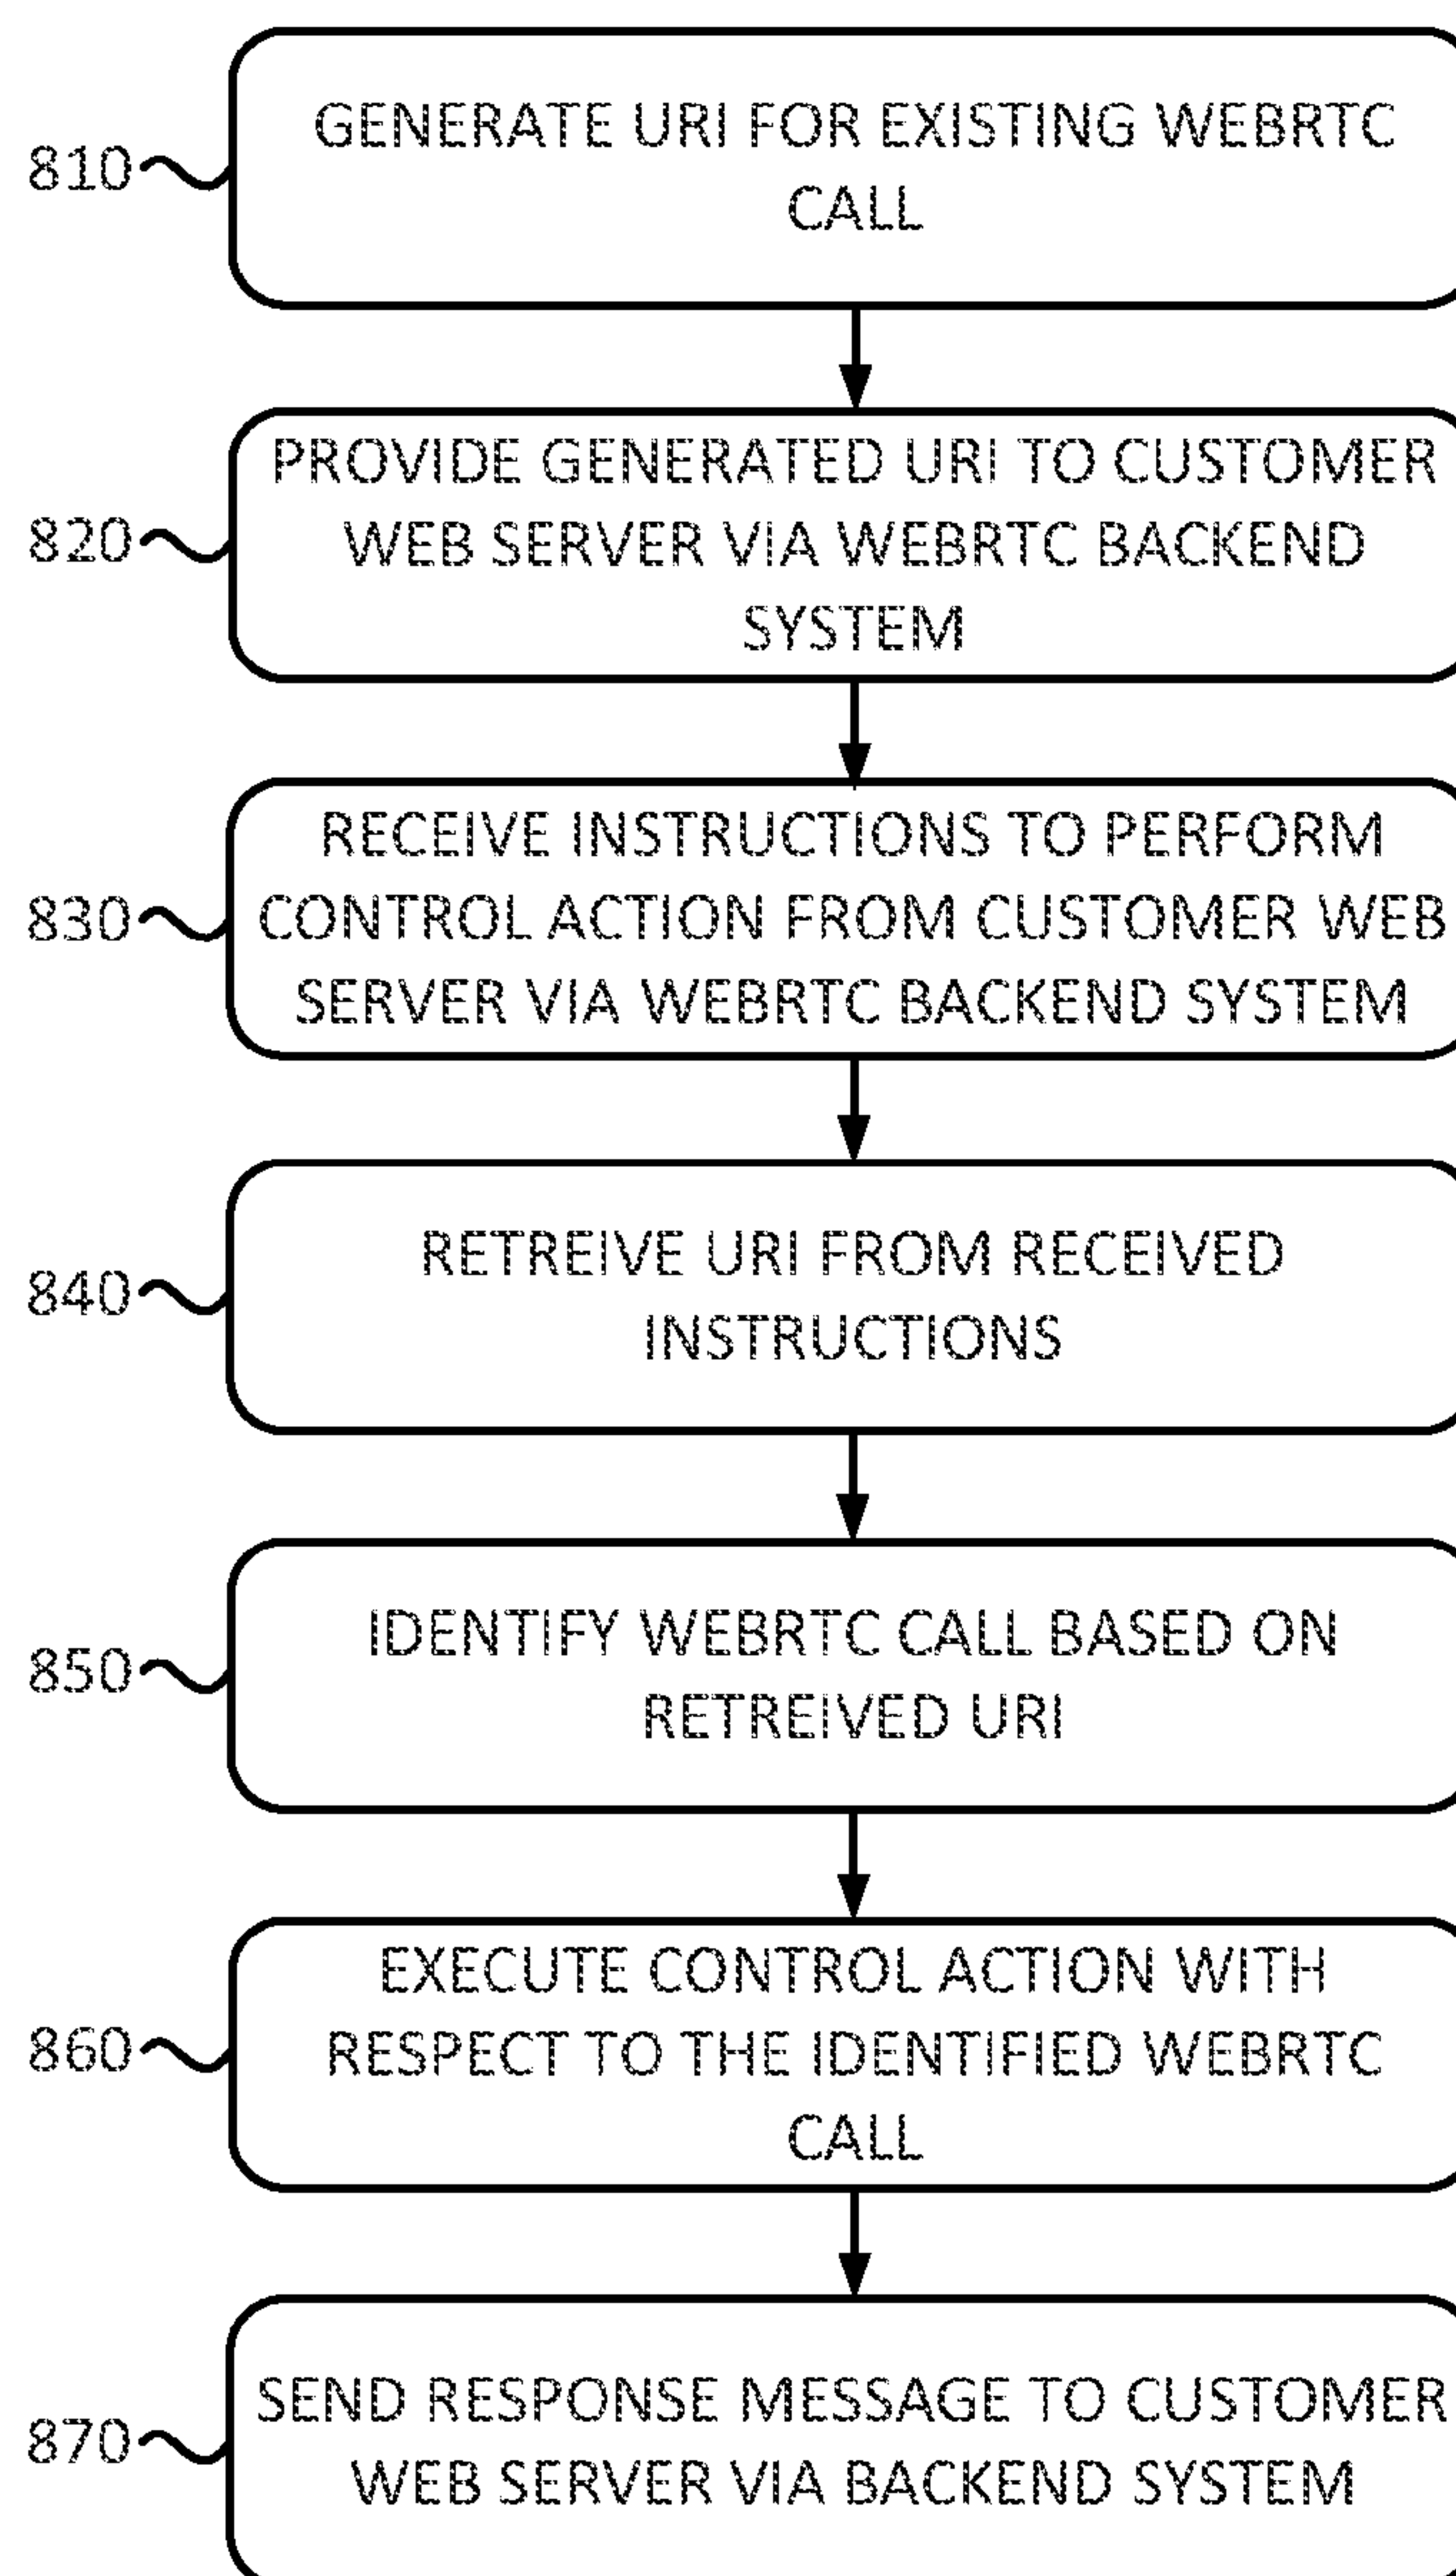 810
GENERATE URI FOR EXISTING WEBRTC
CALL
820
PROVIDE GENERATED URI TO CUSTOMER
WEB SERVER VIA WEBRTC BACKEND
SYSTEM
830
RECEIVE INSTRUCTIONS TO PERFORM
CONTROL ACTION FROM CUSTOMER WEB
SERVER VIA WEBRTC BACKEND SYSTEM
840
RETREIVE URI FROM RECEIVED
INSTRUCTIONS
850
IDENTIFY WEBRTC CALL BASED ON
RETREIVED URI
860
EXECUTE CONTROL ACTION WITH
RESPECT TO THE IDENTIFIED WEBRTC
CALL
870
SEND RESPONSE MESSAGE TO CUSTOMER
WEB SERVER VIA BACKEND SYSTEM